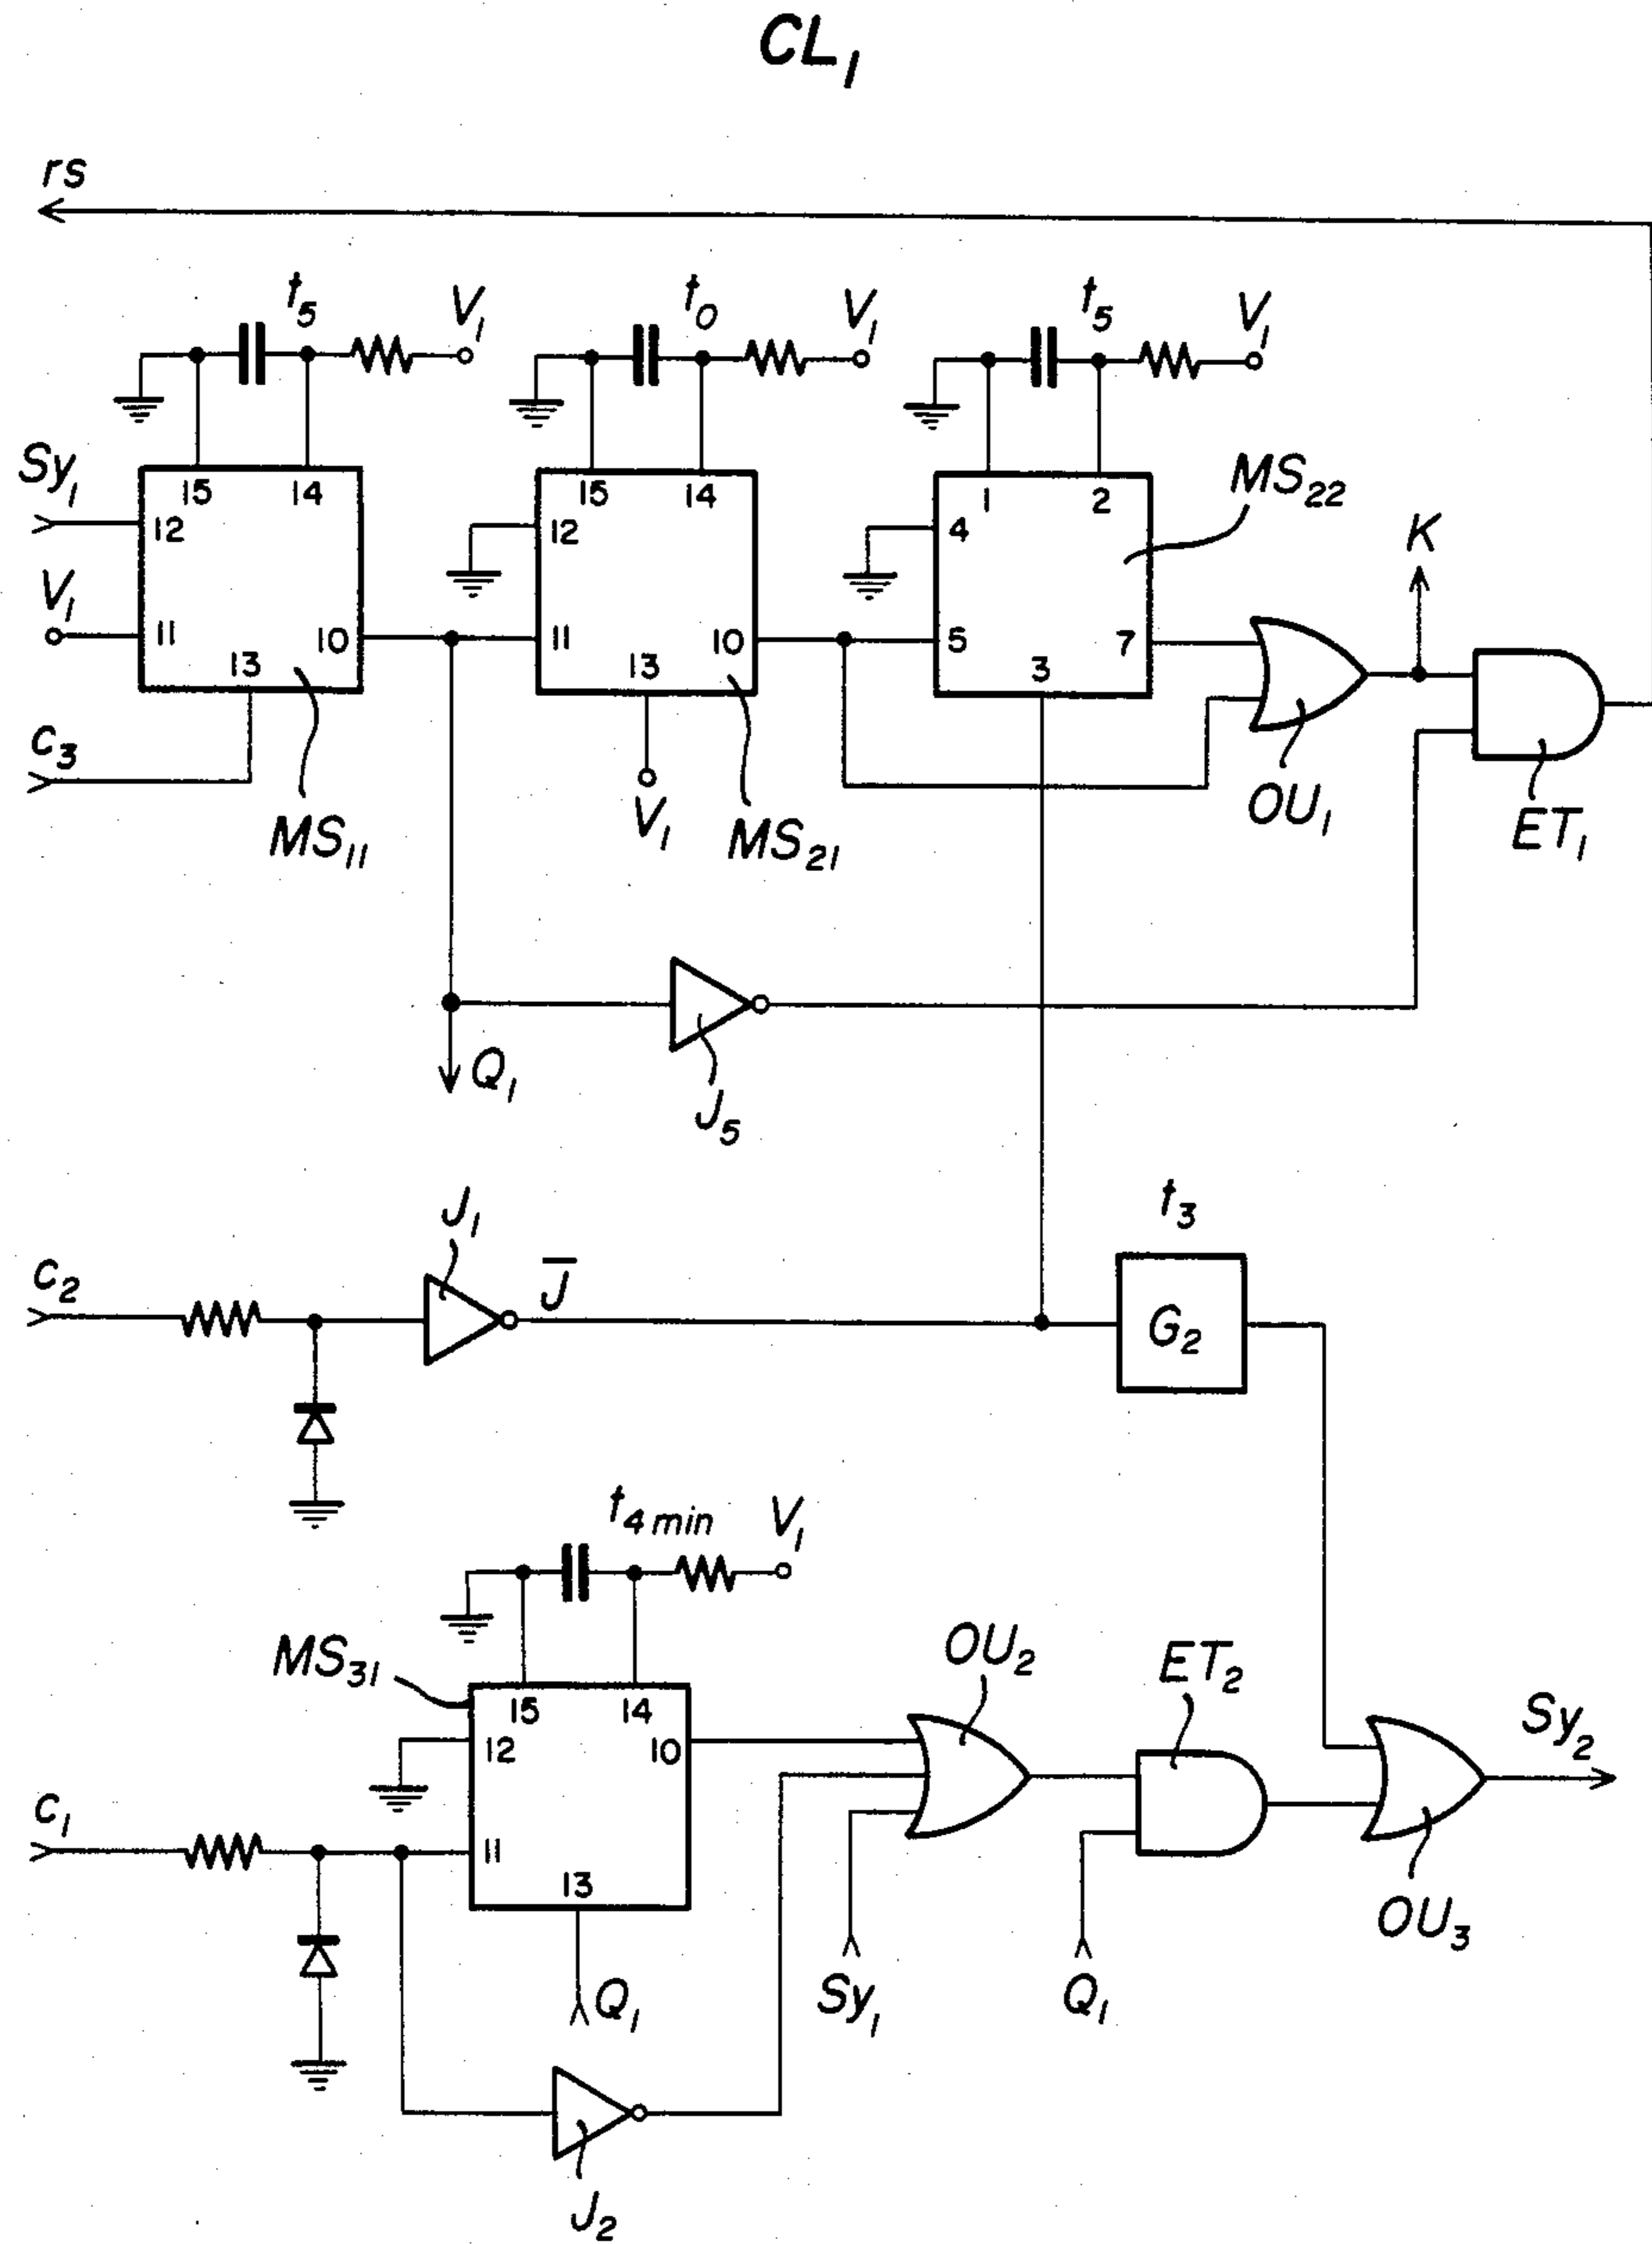 CL₁
rs
t₅ V₁ t₀ V₁ t₅ V₁
Sy₁ 15 14 15 14 1 2 MS₂₂
12 12 4 K
V₁
11 10 11 10 5 7
13 13 3
c₃
MS₁₁ V₁ MS₂₁ OU₁ ET₁
Q₁ J₅
J₁ t₃
c₂ J̅ G₂
t₄ min V₁
MS₃₁ OU₂ ET₂
15 14 Sy₂
12 10
c₁
11
13 OU₃
Q₁ Sy₁ Q₁
J₂